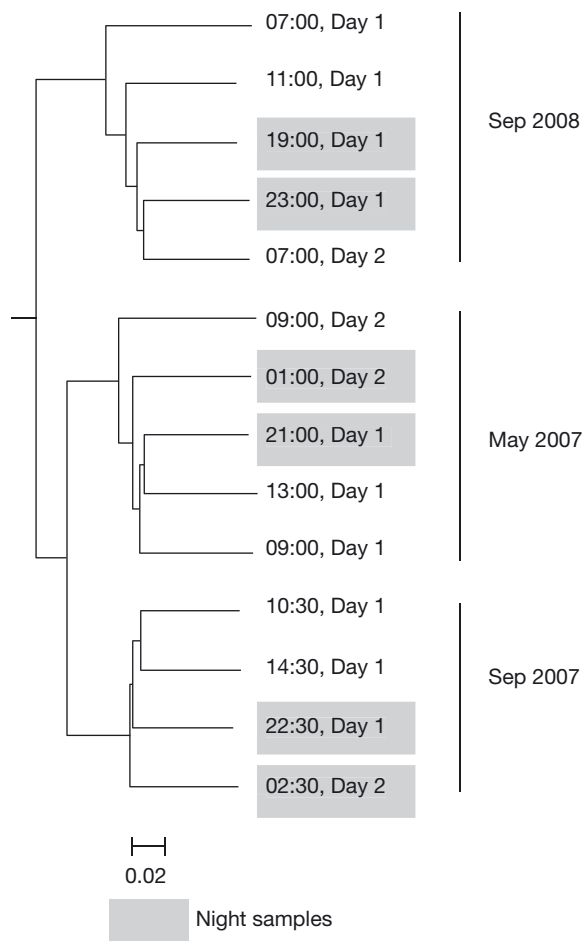 07:00, Day 1
11:00, Day 1
19:00, Day 1
23:00, Day 1
07:00, Day 2
Sep 2008
09:00, Day 2
01:00, Day 2
21:00, Day 1
13:00, Day 1
09:00, Day 1
May 2007
10:30, Day 1
14:30, Day 1
22:30, Day 1
02:30, Day 2
Sep 2007
0.02
Night samples